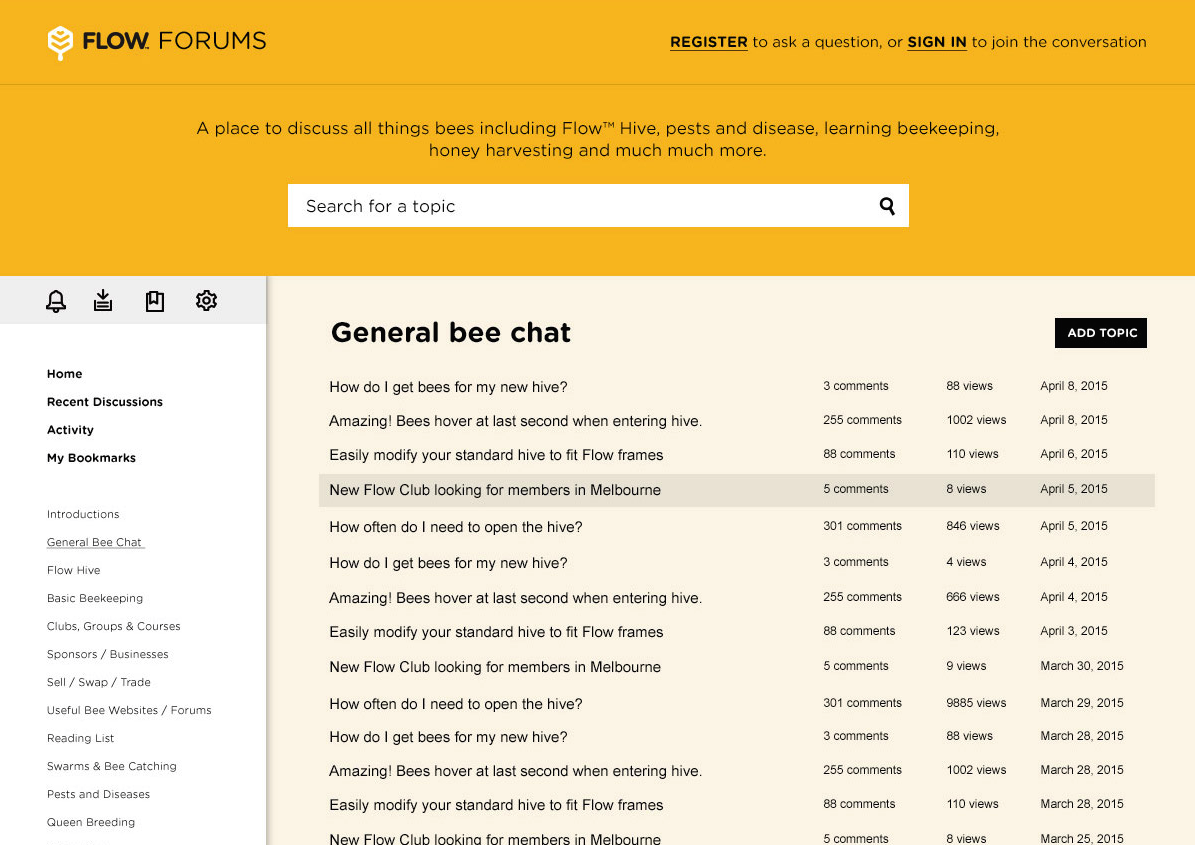 FLOW™ FORUMS
REGISTER to ask a question, or SIGN IN to join the conversation
A place to discuss all things bees including Flow™ Hive, pests and disease, learning beekeeping,
honey harvesting and much much more.
Search for a topic
Home
Recent Discussions
Activity
My Bookmarks
Introductions
General Bee Chat
Flow Hive
Basic Beekeeping
Clubs, Groups & Courses
Sponsors / Businesses
Sell / Swap / Trade
Useful Bee Websites / Forums
Reading List
Swarms & Bee Catching
Pests and Diseases
Queen Breeding
General bee chat
ADD TOPIC
How do I get bees for my new hive? 3 comments 88 views April 8, 2015
Amazing! Bees hover at last second when entering hive. 255 comments 1002 views April 8, 2015
Easily modify your standard hive to fit Flow frames 88 comments 110 views April 6, 2015
New Flow Club looking for members in Melbourne 5 comments 8 views April 5, 2015
How often do I need to open the hive? 301 comments 846 views April 5, 2015
How do I get bees for my new hive? 3 comments 4 views April 4, 2015
Amazing! Bees hover at last second when entering hive. 255 comments 666 views April 4, 2015
Easily modify your standard hive to fit Flow frames 88 comments 123 views April 3, 2015
New Flow Club looking for members in Melbourne 5 comments 9 views March 30, 2015
How often do I need to open the hive? 301 comments 9885 views March 29, 2015
How do I get bees for my new hive? 3 comments 88 views March 28, 2015
Amazing! Bees hover at last second when entering hive. 255 comments 1002 views March 28, 2015
Easily modify your standard hive to fit Flow frames 88 comments 110 views March 28, 2015
New Flow Club looking for members in Melbourne 5 comments 8 views March 25, 2015